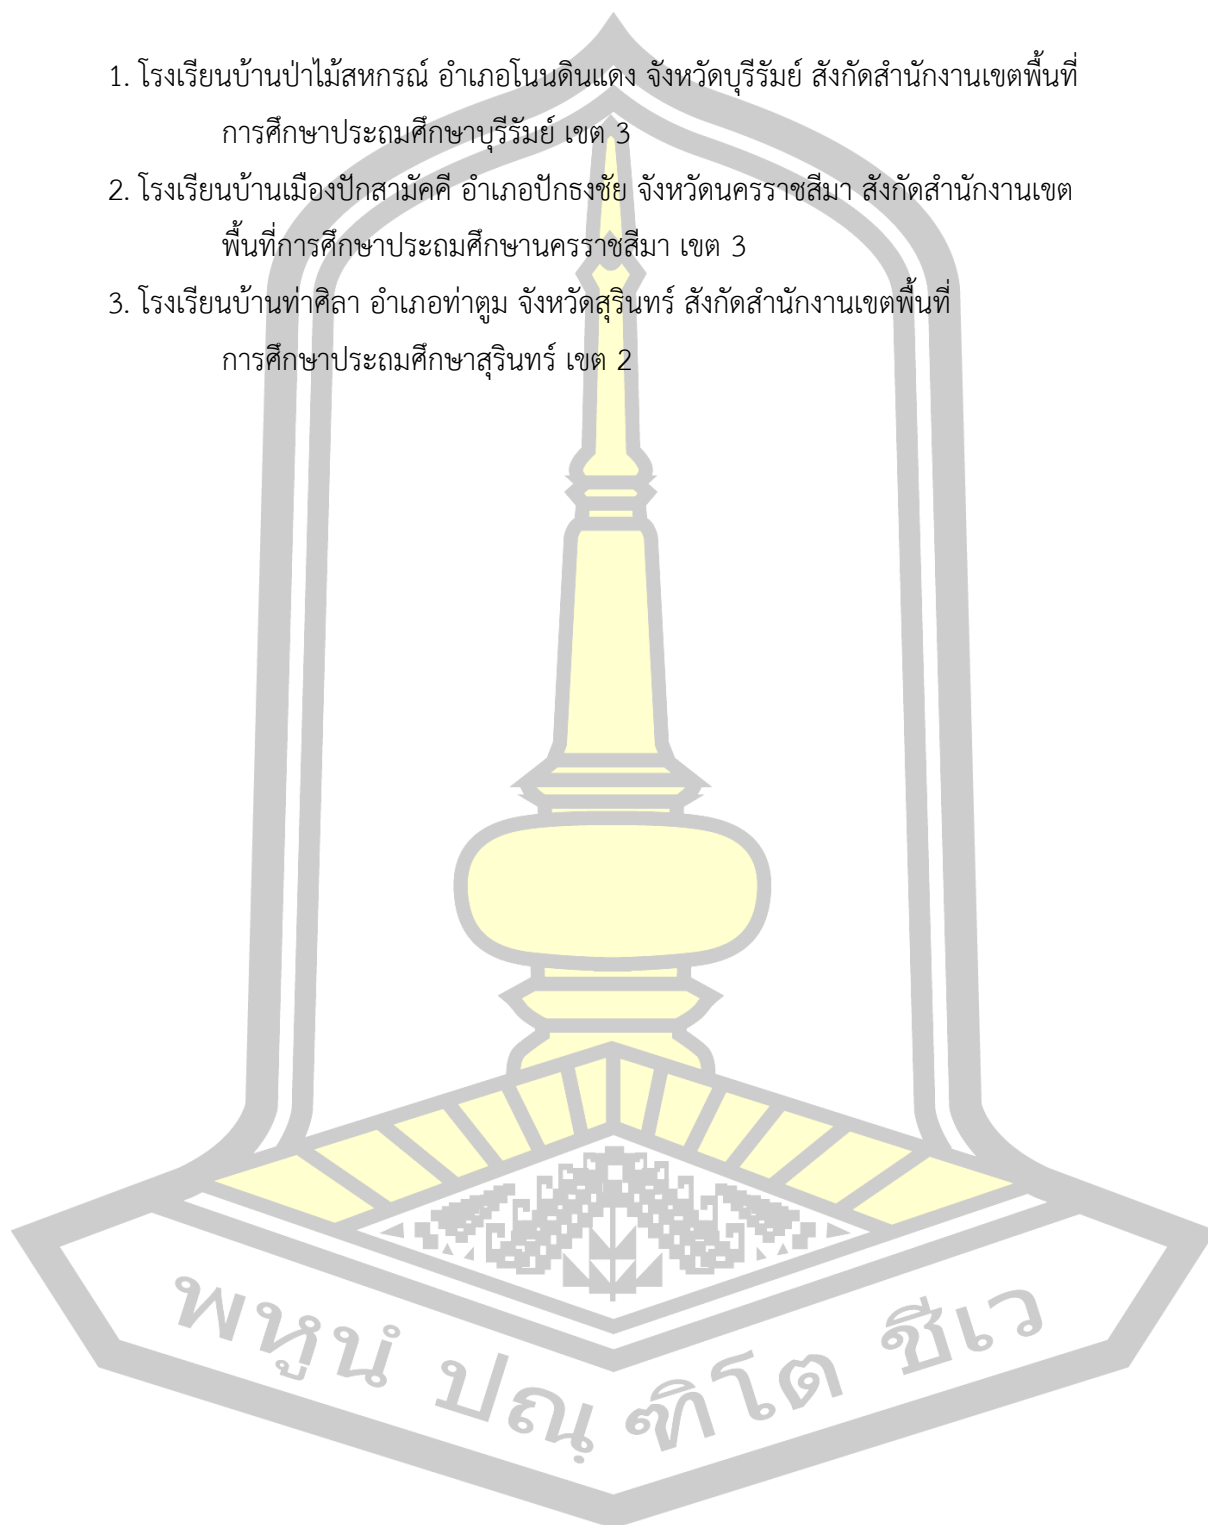 1. โรงเรียนบ้านป่าไม้สหกรณ์ อำเภอโนนดินแดง จังหวัดบุรีรัมย์ สังกัดสำนักงานเขตพื้นที่
การศึกษาประถมศึกษาบุรีรัมย์ เขต 3
2. โรงเรียนบ้านเมืองปักสามัคคี อำเภอปักธงชัย จังหวัดนครราชสีมา สังกัดสำนักงานเขต
พื้นที่การศึกษาประถมศึกษานครราชสีมา เขต 3
3. โรงเรียนบ้านท่าศิลา อำเภอท่าตูม จังหวัดสุรินทร์ สังกัดสำนักงานเขตพื้นที่
การศึกษาประถมศึกษาสุรินทร์ เขต 2
พหูนํ ปณฺ ฑิโต ชีเว